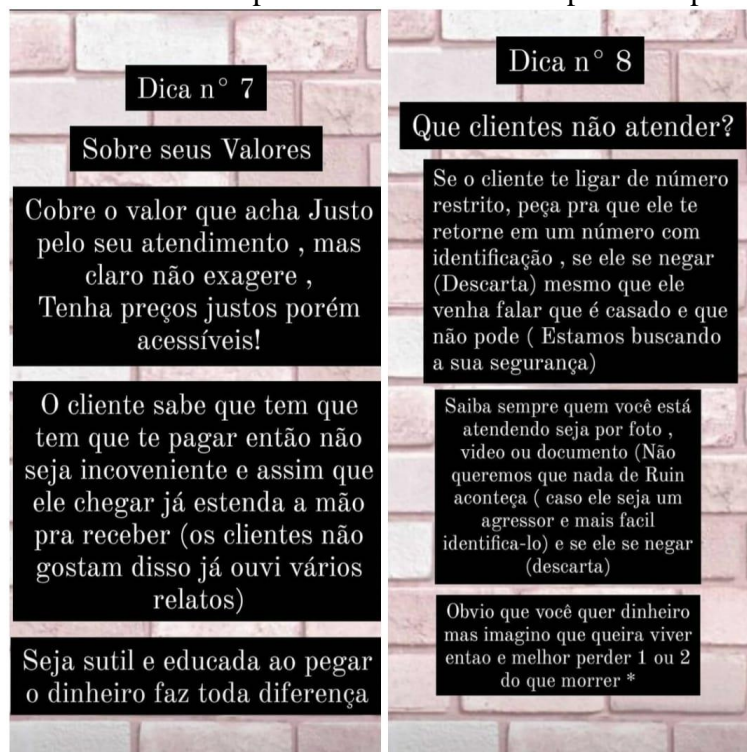 Dica n° 7
Sobre seus Valores
Cobre o valor que acha Justo
pelo seu atendimento , mas
claro não exagere ,
Tenha preços justos porém
acessíveis!
O cliente sabe que tem que
tem que te pagar então não
seja incoveniente e assim que
ele chegar já estenda a mão
pra receber (os clientes não
gostam disso já ouvi vários
relatos)
Seja sutil e educada ao pegar
o dinheiro faz toda diferença
Dica n° 8
Que clientes não atender?
Se o cliente te ligar de número
restrito, peça pra que ele te
retorne em um número com
identificação , se ele se negar
(Descarta) mesmo que ele
venha falar que é casado e que
não pode ( Estamos buscando
a sua segurança)
Saiba sempre quem você está
atendendo seja por foto ,
video ou documento (Não
queremos que nada de Ruin
aconteça ( caso ele seja um
agressor e mais facil
identifica-lo) e se ele se negar
(descarta)
Obvio que você quer dinheiro
mas imagino que queira viver
entao e melhor perder 1 ou 2
do que morrer *